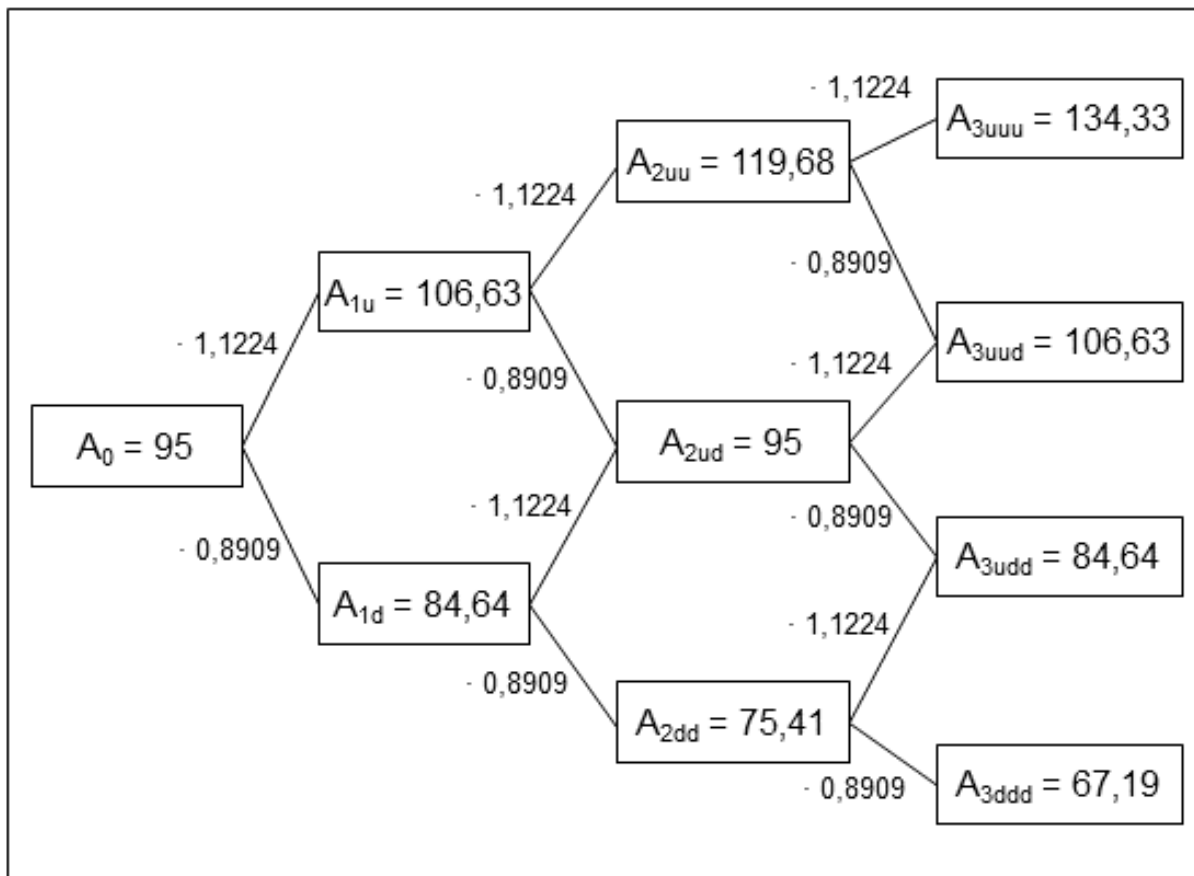 · 1,1224
A3uuu = 134,33
A2uu = 119,68
· 1,1224
· 0,8909
A1u = 106,63
· 1,1224
A3uud = 106,63
· 1,1224
· 0,8909
A0 = 95
A2ud = 95
· 1,1224
· 0,8909
· 0,8909
A3udd = 84,64
A1d = 84,64
· 1,1224
· 0,8909
A2dd = 75,41
· 0,8909
A3ddd = 67,19